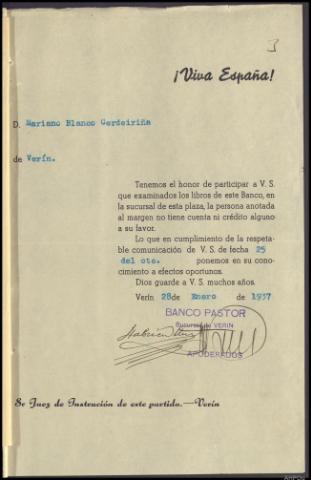 3
¡Viva España!
D. Mariano Blanco Gerdeiriña
de Verín.
Tenemos el honor de participar a V. S.
que examinados los libros de este Banco, en
la sucursal de esta plaza, la persona anotada
al margen no tiene cuenta ni crédito alguno
a su favor.
Lo que en cumplimiento de la respeta-
ble comunicación de V. S. de fecha 25
del cte. ponemos en su cono-
cimiento a efectos oportunos.
Dios guarde a V. S. muchos años.
Verín 28 de Enero de 1937
BANCO PASTOR
Sucursal de VERIN
APODERADOS
Sr Juez de Instrución de este partido.—Verín